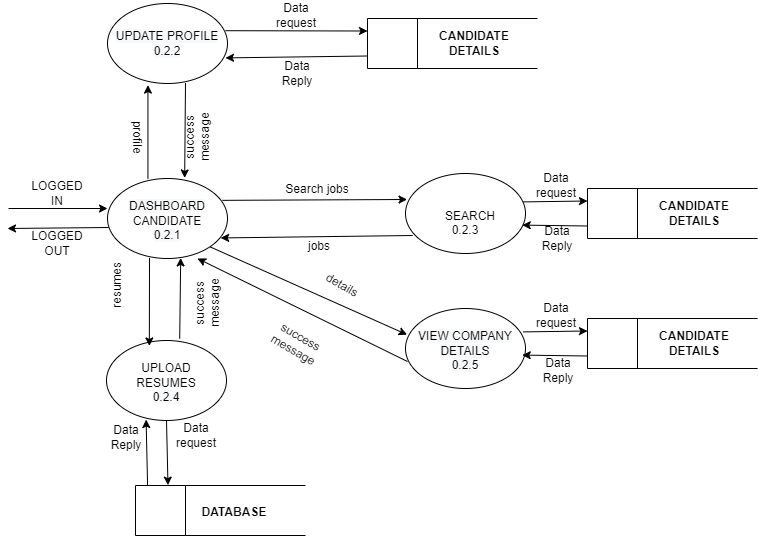 Data
request
UPDATE PROFILE
0.2.2
CANDIDATE
DETAILS
Data
Reply
profile
success
message
LOGGED
IN
LOGGED
OUT
DASHBOARD
CANDIDATE
0.2.1
Search jobs
jobs
SEARCH
0.2.3
Data
request
Data
Reply
CANDIDATE
DETAILS
resumes
success
message
details
success
message
VIEW COMPANY
DETAILS
0.2.5
Data
request
Data
Reply
CANDIDATE
DETAILS
UPLOAD
RESUMES
0.2.4
Data
Reply
Data
request
DATABASE